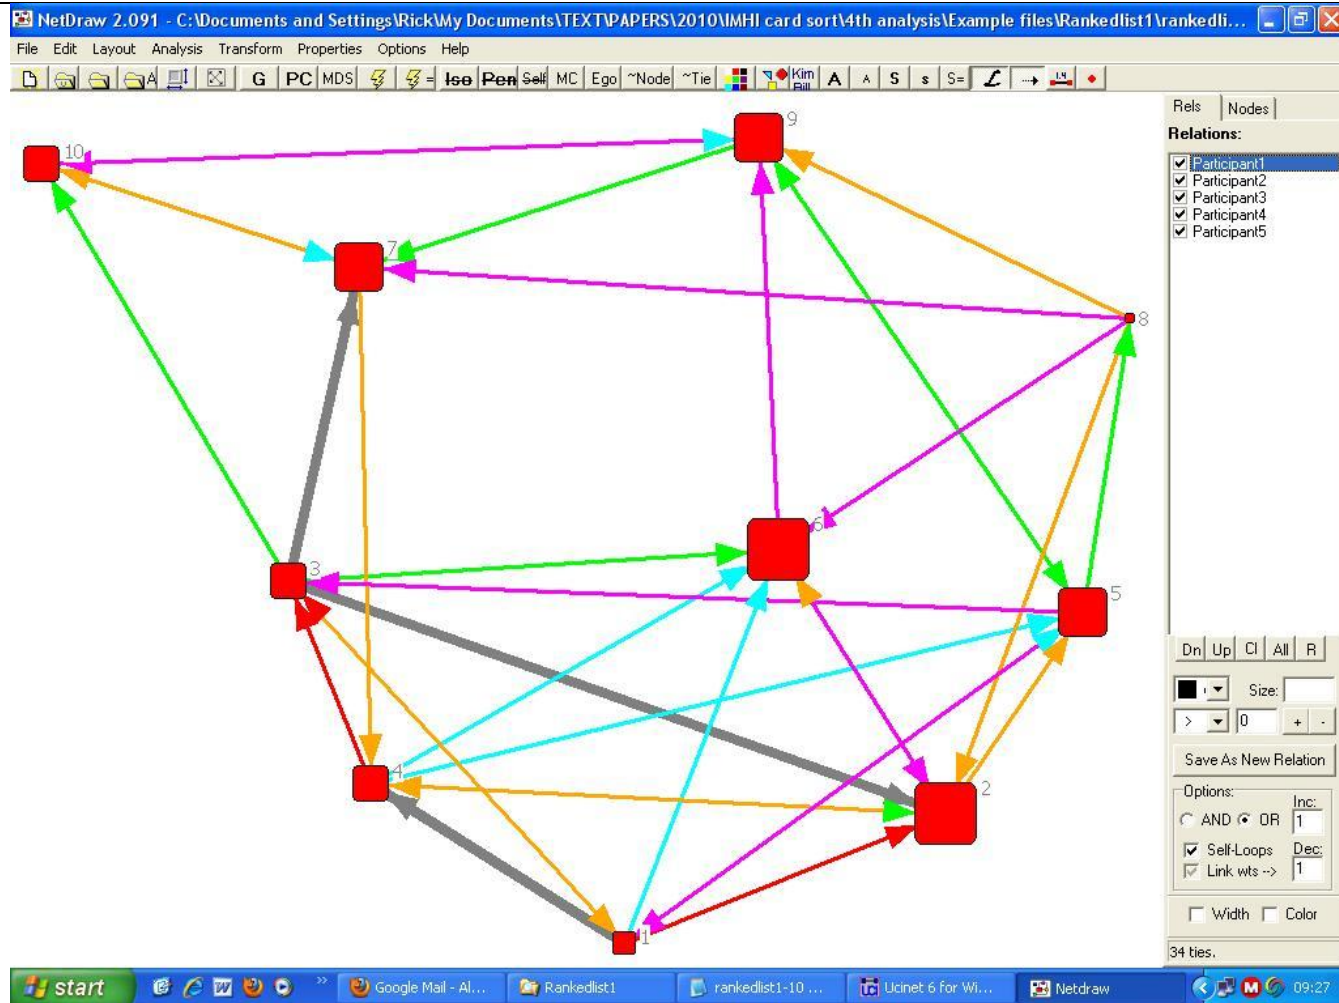 NetDraw 2.091 - C:\Documents and Settings\Rick\My Documents\TEXT\PAPERS\2010\IMHI card sort\4th analysis\Example files\Rankedlist1\rankedli...
File Edit Layout Analysis Transform Properties Options Help
A G PC MDS = Iso Pen Self MC Ego ~Node ~Tie Kim Bill A A S s S= L
Rels Nodes
Relations:
Participant1
Participant2
Participant3
Participant4
Participant5
9
10
7
8
6
3
5
4
2
1
Dn Up Cl All R
Size:
> 0 + -
Save As New Relation
Options:
Inc:
AND OR 1
Self-Loops Dec:
Link wts --> 1
Width Color
34 ties.
start W » Google Mail - Al... Rankedlist1 rankedlist1-10 ... Ucinet 6 for Wi... Netdraw 09:27